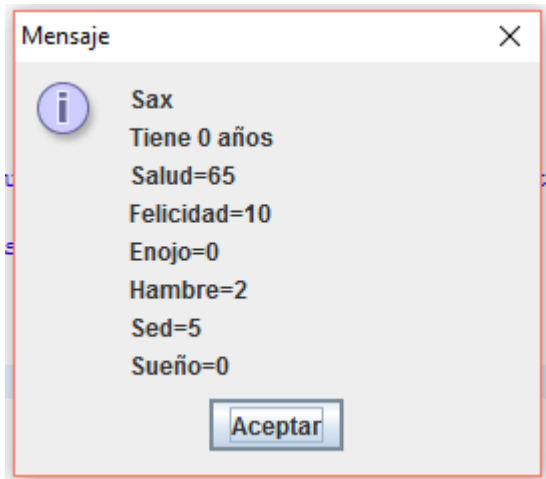 Mensaje
Sax
Tiene 0 años
Salud=65
Felicidad=10
Enojo=0
Hambre=2
Sed=5
Sueño=0
Aceptar